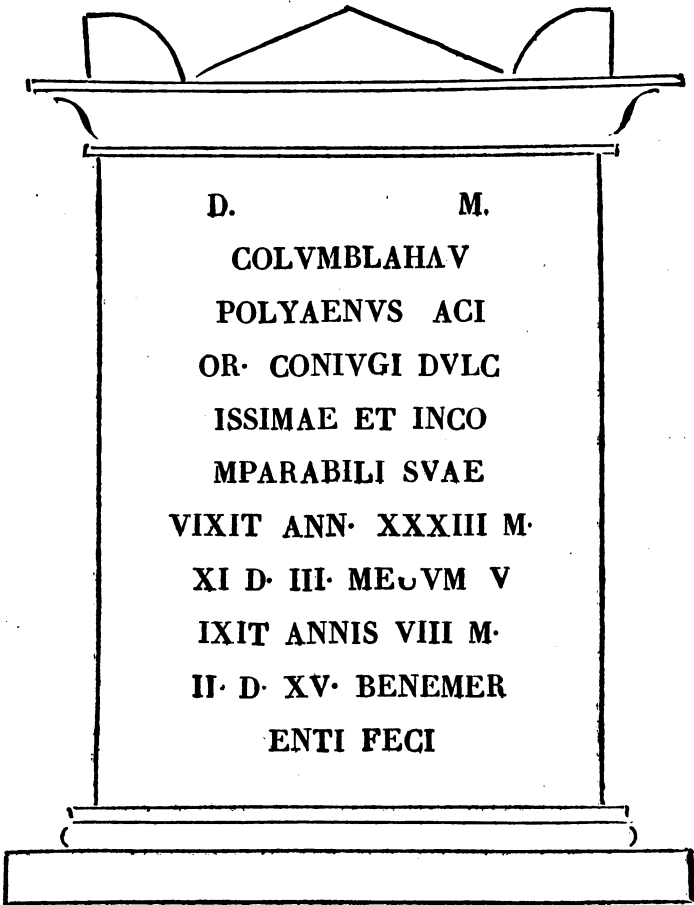 D. M.
COLVMBLAHAV
POLYAENVS ACI
OR· CONIVGI DVLC
ISSIMAE ET INCO
MPARABILI SVAE
VIXIT ANN· XXXIII M·
XI D· III· MEᴗVM V
IXIT ANNIS VIII M·
II· D· XV· BENEMER
ENTI FECI